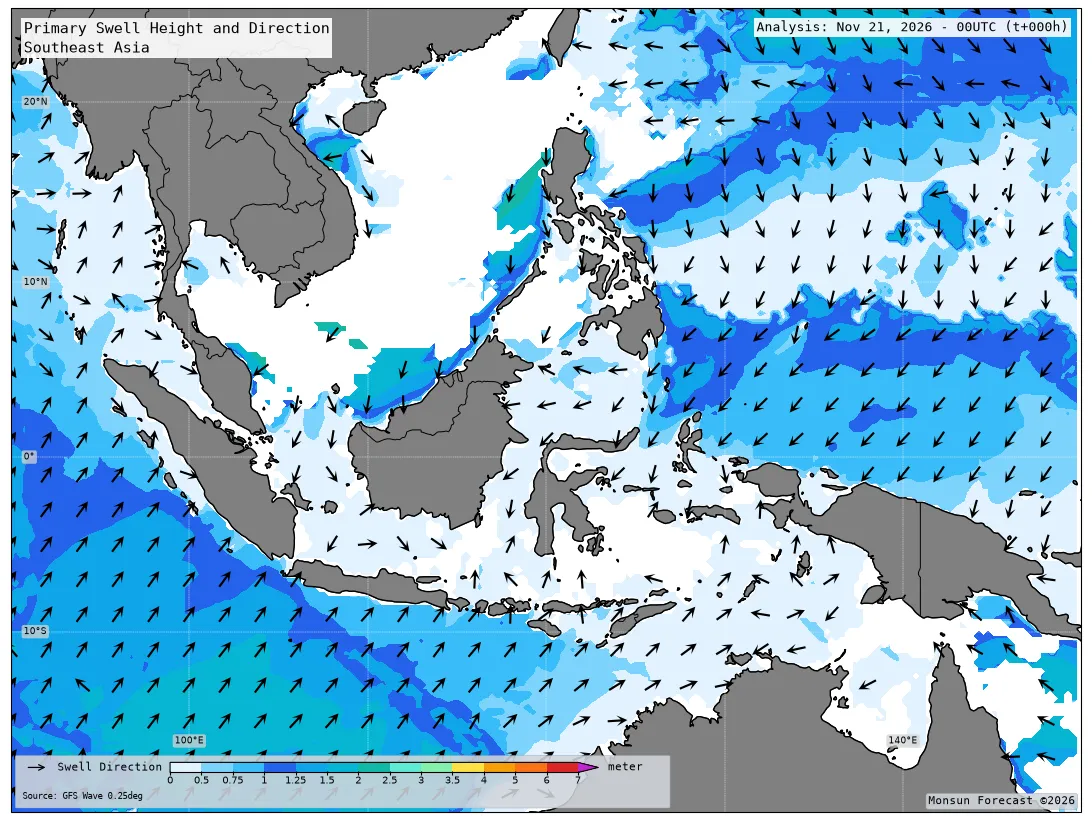 Primary Swell Height and Direction
Southeast Asia
Analysis: Nov 21, 2026 - 00UTC (t+000h)
20°N
10°N
0°
10°S
100°E
140°E
Swell Direction
0 0.5 0.75 1 1.25 1.5 2 2.5 3 3.5 4 5 6 7
meter
Source: GFS Wave 0.25deg
Monsun Forecast ©2026